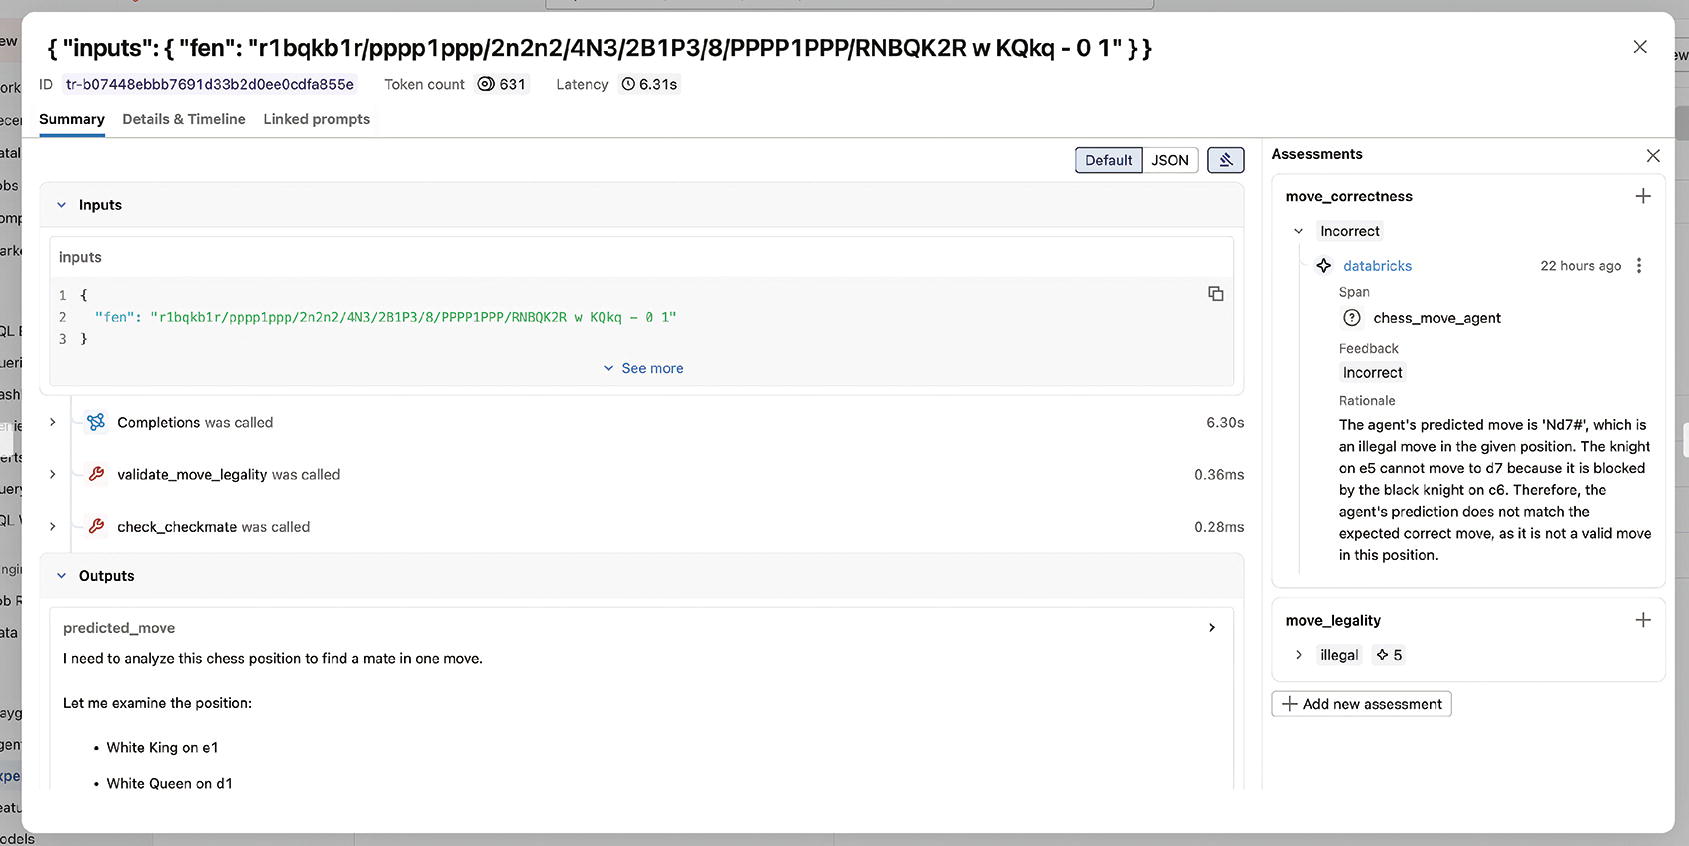 { "inputs": { "fen": "r1bqkb1r/pppp1ppp/2n2n2/4N3/2B1P3/8/PPPP1PPP/RNBQK2R w KQkq - 0 1" } }
ID tr-b07448ebbb7691d33b2d0ee0cdfa855e Token count 631 Latency 6.31s
Summary Details & Timeline Linked prompts
Default JSON
Inputs
inputs
1 {
2 "fen": "r1bqkb1r/pppp1ppp/2n2n2/4N3/2B1P3/8/PPPP1PPP/RNBQK2R w KQkq - 0 1"
3 }
See more
Completions was called 6.30s
validate_move_legality was called 0.36ms
check_checkmate was called 0.28ms
Outputs
predicted_move
I need to analyze this chess position to find a mate in one move.
Let me examine the position:
• White King on e1
• White Queen on d1
Assessments
move_correctness
Incorrect
databricks 22 hours ago
Span
chess_move_agent
Feedback
Incorrect
Rationale
The agent's predicted move is 'Nd7#', which is
an illegal move in the given position. The knight
on e5 cannot move to d7 because it is blocked
by the black knight on c6. Therefore, the
agent's prediction does not match the
expected correct move, as it is not a valid move
in this position.
move_legality
illegal 5
Add new assessment